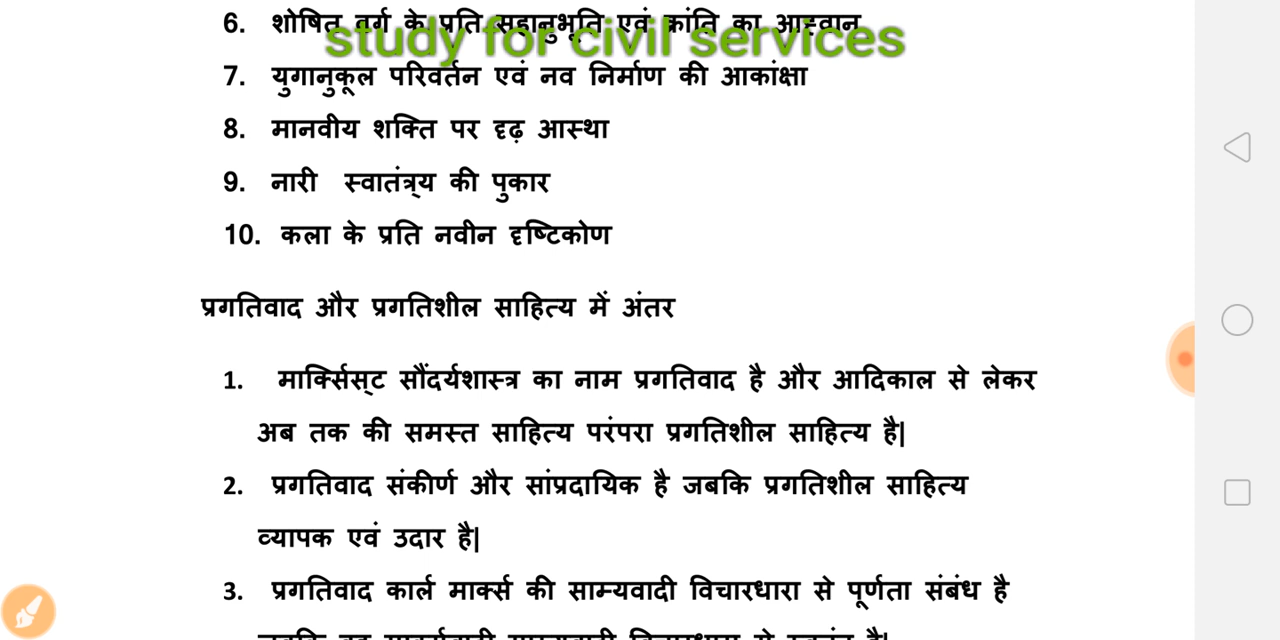 6. शोषित वर्ग के प्रति सहानुभूति एवं क्रांति का आह्वान
study for civil services
7. युगानुकूल परिवर्तन एवं नव निर्माण की आकांक्षा
8. मानवीय शक्ति पर दृढ़ आस्था
9. नारी स्वातंत्र्य की पुकार
10. कला के प्रति नवीन दृष्टिकोण
प्रगतिवाद और प्रगतिशील साहित्य में अंतर
1. मार्क्सिस्ट सौंदर्यशास्त्र का नाम प्रगतिवाद है और आदिकाल से लेकर
अब तक की समस्त साहित्य परंपरा प्रगतिशील साहित्य है|
2. प्रगतिवाद संकीर्ण और सांप्रदायिक है जबकि प्रगतिशील साहित्य
व्यापक एवं उदार है|
3. प्रगतिवाद कार्ल मार्क्स की साम्यवादी विचारधारा से पूर्णता संबंध है